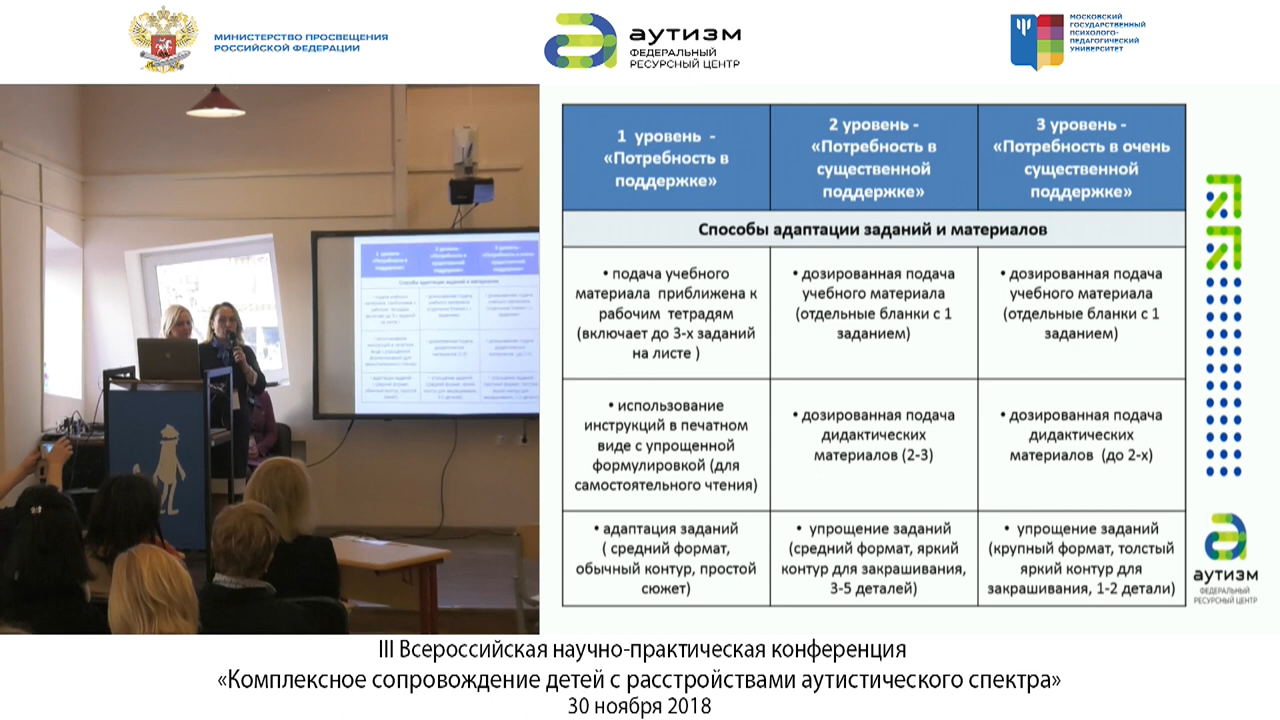 МИНИСТЕРСТВО ПРОСВЕЩЕНИЯ
РОССИЙСКОЙ ФЕДЕРАЦИИ
аутизм
ФЕДЕРАЛЬНЫЙ
РЕСУРСНЫЙ ЦЕНТР
МОСКОВСКИЙ
ГОСУДАРСТВЕННЫЙ
ПСИХОЛОГО-
ПЕДАГОГИЧЕСКИЙ
УНИВЕРСИТЕТ
1 уровень -
«Потребность в
поддержке»
2 уровень -
«Потребность в
существенной
поддержке»
3 уровень -
«Потребность в очень
существенной
поддержке»
Способы адаптации заданий и материалов
• подача учебного
материала приближена к
рабочим тетрадям
(включает до 3-х заданий
на листе )
• дозированная подача
учебного материала
(отдельные бланки с 1
заданием)
• дозированная подача
учебного материала
(отдельные бланки с 1
заданием)
• использование
инструкций в печатном
виде с упрощенной
формулировкой (для
самостоятельного чтения)
• дозированная подача
дидактических
материалов (2-3)
• дозированная подача
дидактических
материалов (до 2-х)
• адаптация заданий
( средний формат,
обычный контур, простой
сюжет)
• упрощение заданий
(средний формат, яркий
контур для закрашивания,
3-5 деталей)
• упрощение заданий
(крупный формат, толстый
яркий контур для
закрашивания, 1-2 детали)
аутизм
ФЕДЕРАЛЬНЫЙ
РЕСУРСНЫЙ ЦЕНТР
III Всероссийская научно-практическая конференция
«Комплексное сопровождение детей с расстройствами аутистического спектра»
30 ноября 2018